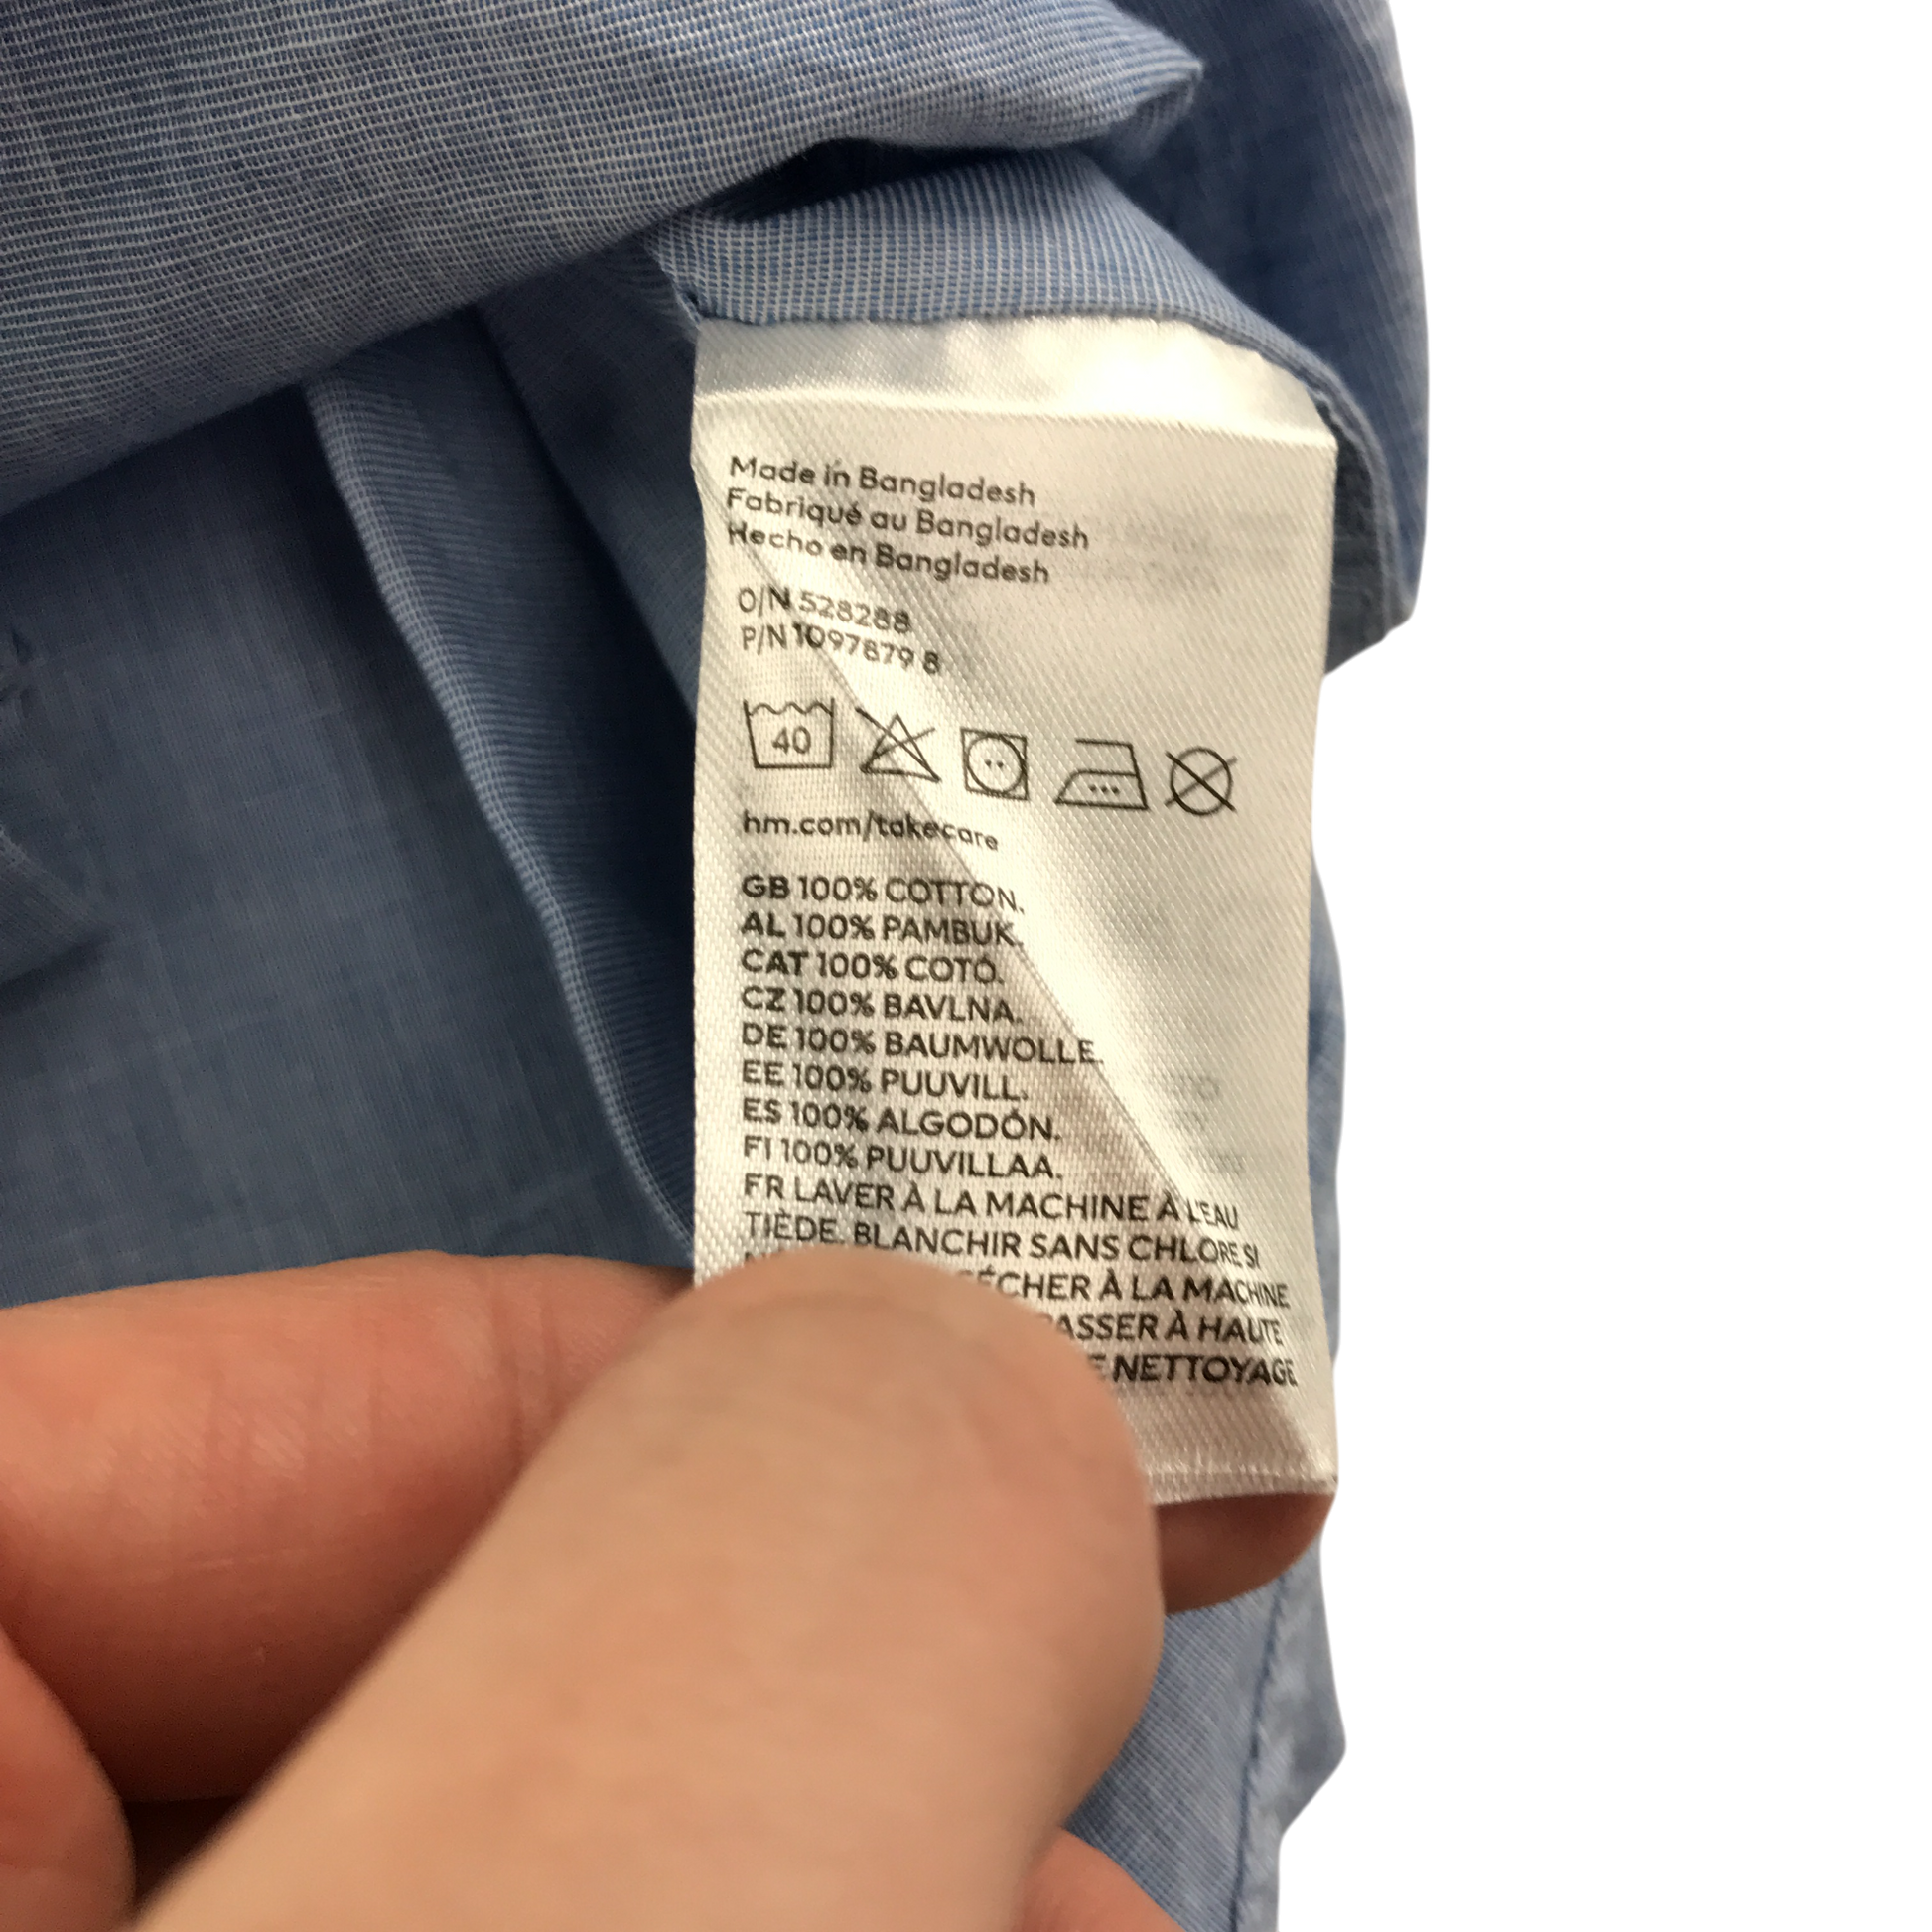 Made in Bangladesh
Fabriqué au Bangladesh
Hecho en Bangladesh
O/N 528288
P/N 1097879 8
40
hm.com/takecare
GB 100% COTTON.
AL 100% PAMBUK.
CAT 100% COTÓ.
CZ 100% BAVLNA.
DE 100% BAUMWOLLE.
EE 100% PUUVILL.
ES 100% ALGODÓN.
FI 100% PUUVILLAA.
FR LAVER À LA MACHINE À L'EAU
TIÈDE. BLANCHIR SANS CHLORE SI
À LA MACHINE
À HAUTE
NETTOYAGE